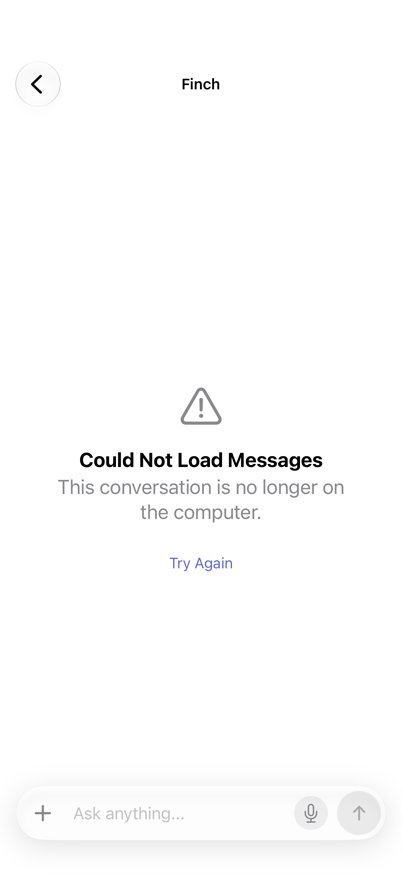 Finch
Could Not Load Messages
This conversation is no longer on
the computer.
Try Again
Ask anything...